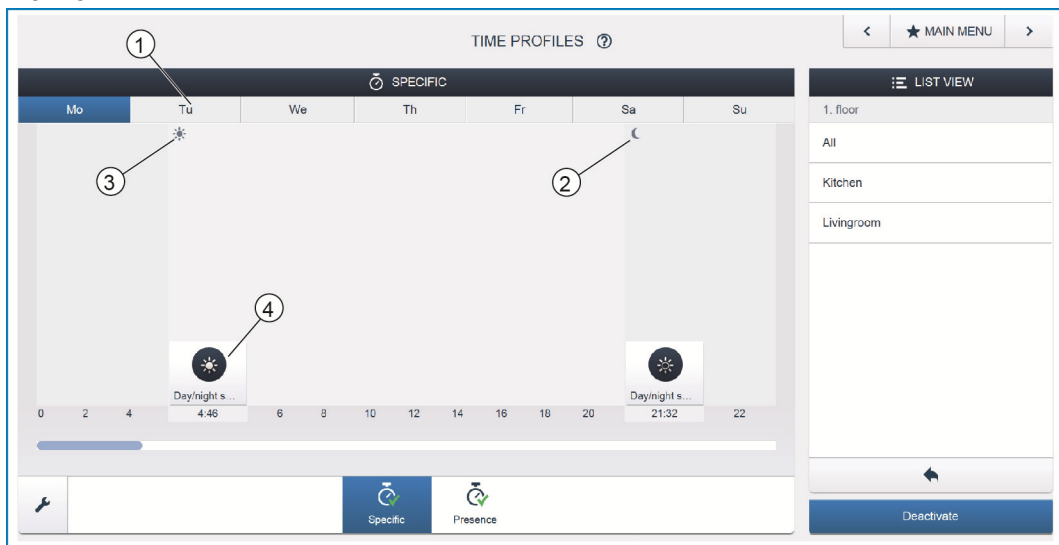 TIME PROFILES ?
< ★ MAIN MENU >
1
SPECIFIC
LIST VIEW
Mo Tu We Th Fr Sa Su
1. floor
All
3
2
Kitchen
Livingroom
4
Day/night s... Day/night s...
0 2 4 4:46 6 8 10 12 14 16 18 20 21:32 22
Specific Presence
Deactivate